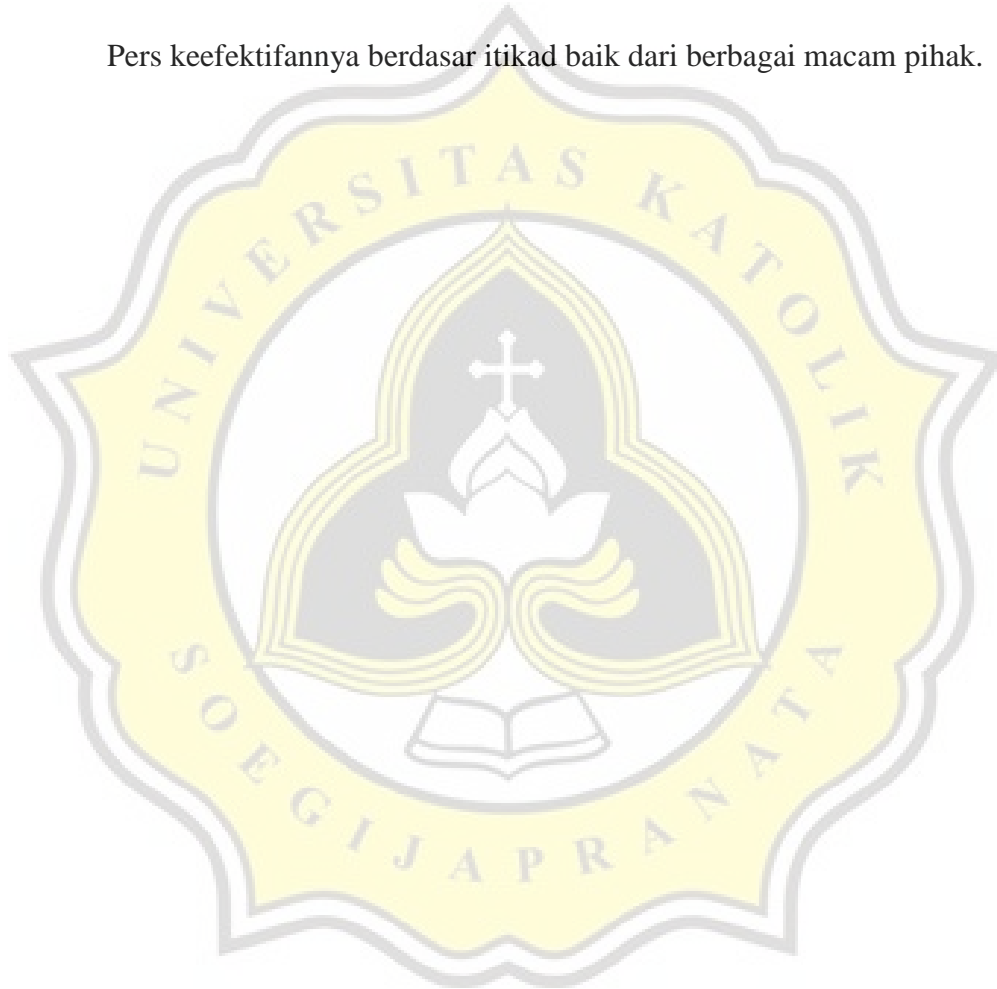 Pers keefektifannya berdasar itikad baik dari berbagai macam pihak.
UNIVERSITAS KATOLIK
SOEGIJAPRANATA